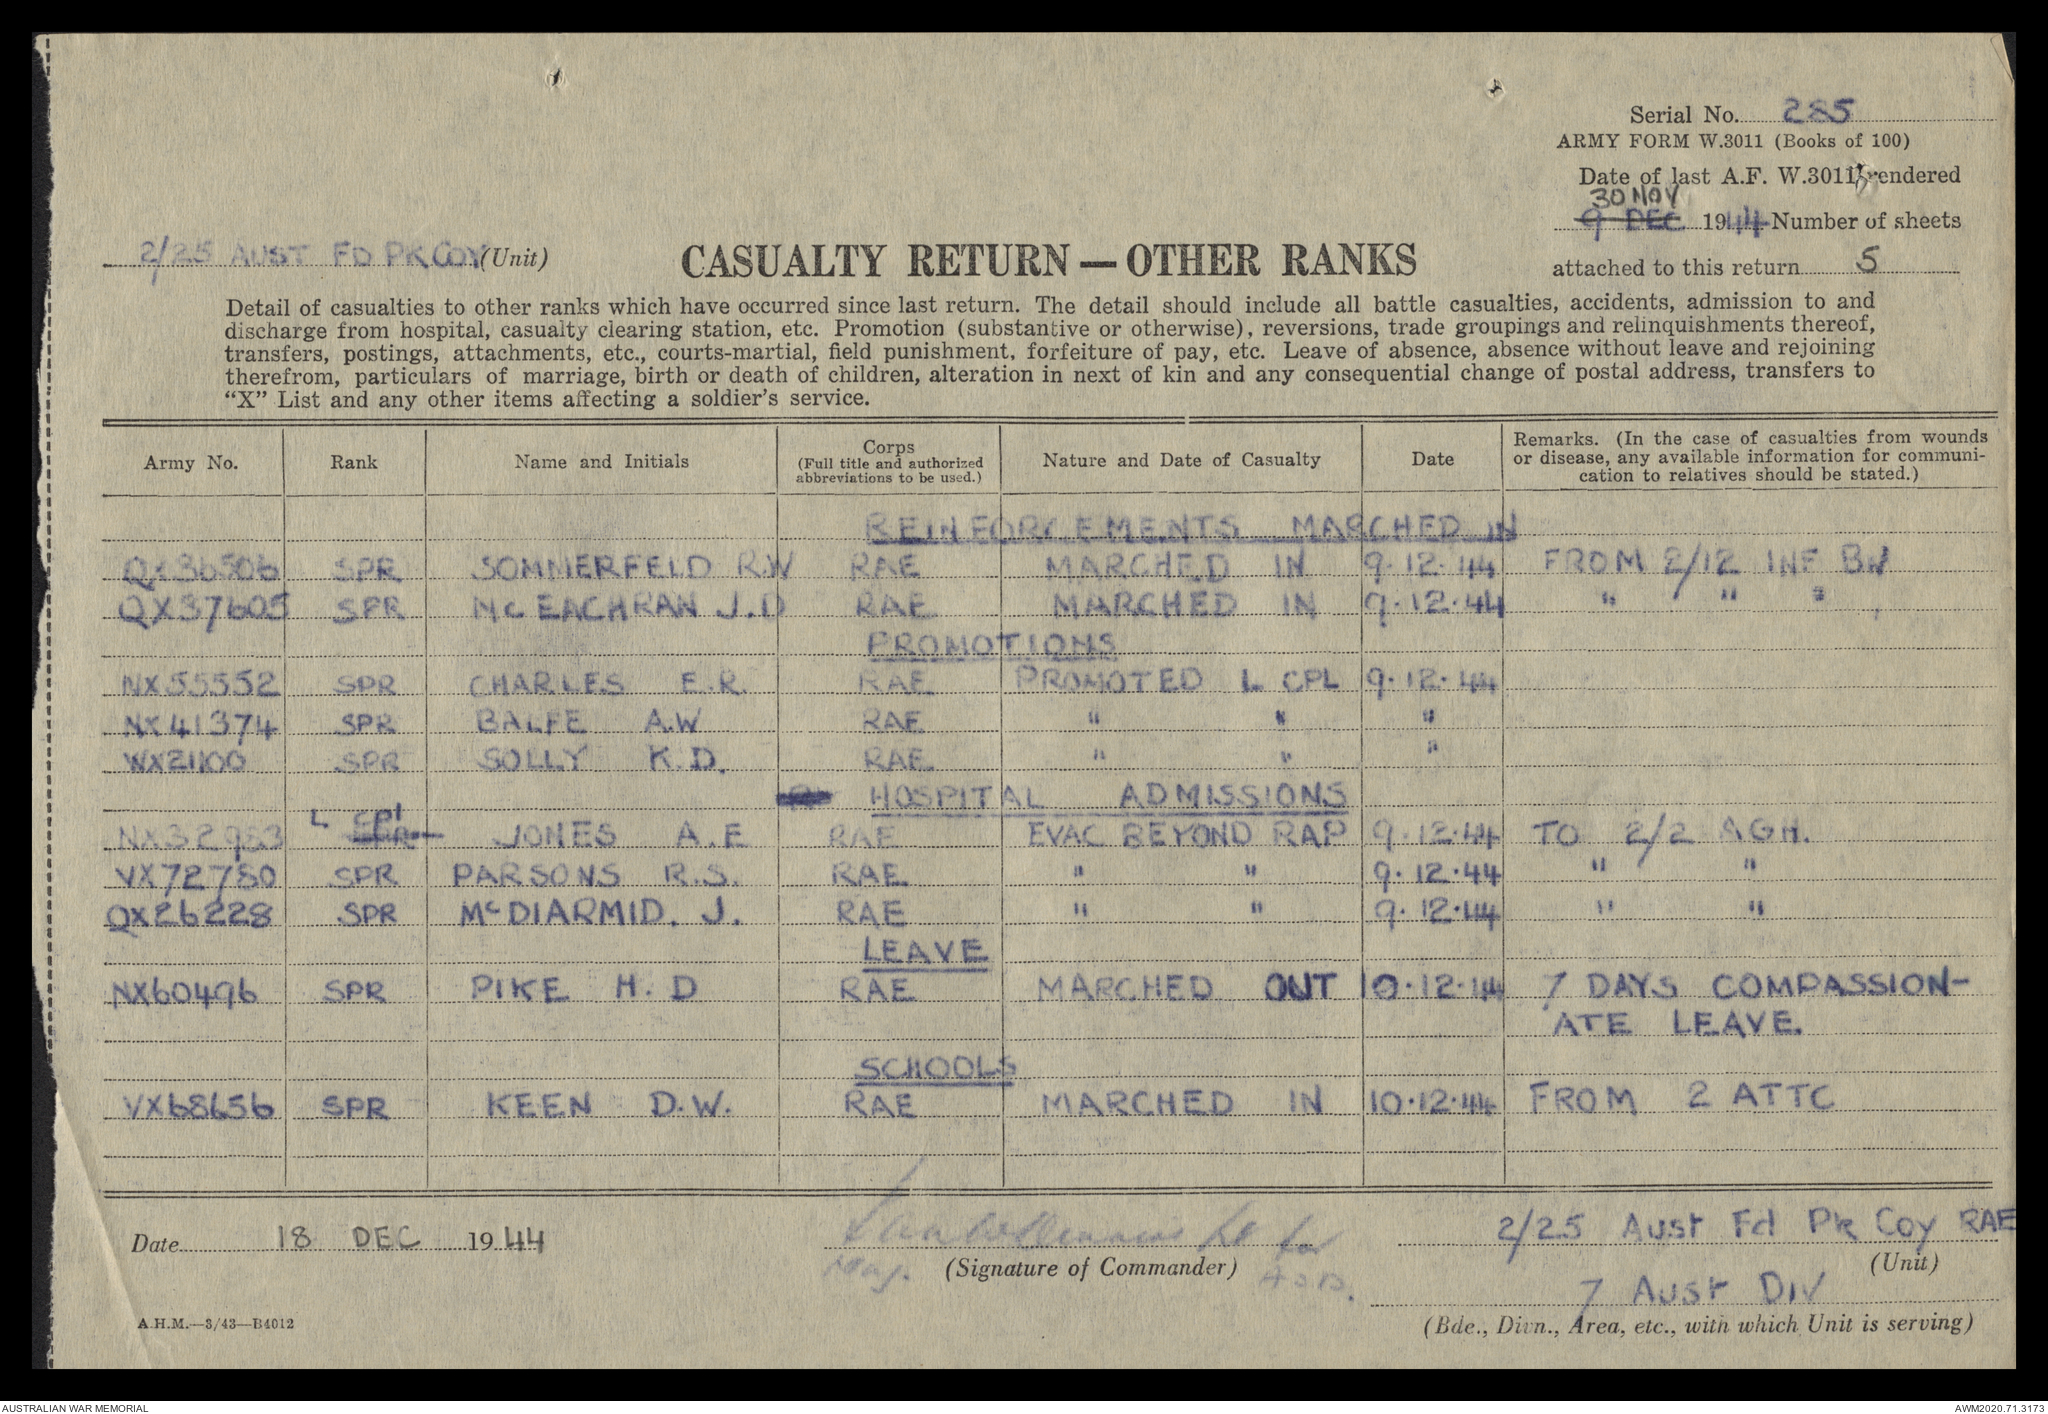 Serial No. 285
ARMY FORM W.3011 (Books of 100)
Date of last A.F. W.3011 rendered
30 NOV
9 DEC 1944 Number of sheets
attached to this return 5
2/25 AUST FD PK COY (Unit)
CASUALTY RETURN — OTHER RANKS
Detail of casualties to other ranks which have occurred since last return. The detail should include all battle casualties, accidents, admission to and
discharge from hospital, casualty clearing station, etc. Promotion (substantive or otherwise), reversions, trade groupings and relinquishments thereof,
transfers, postings, attachments, etc., courts-martial, field punishment, forfeiture of pay, etc. Leave of absence, absence without leave and rejoining
therefrom, particulars of marriage, birth or death of children, alteration in next of kin and any consequential change of postal address, transfers to
"X" List and any other items affecting a soldier's service.
Army No. Rank Name and Initials Corps (Full title and authorized abbreviations to be used.) Nature and Date of Casualty Date Remarks. (In the case of casualties from wounds or disease, any available information for communi-cation to relatives should be stated.)
REINFORCEMENTS MARCHED IN
QX36506 SPR SOMMERFELD R.W RAE MARCHED IN 9.12.44 FROM 2/12 INF BN
QX37605 SPR McEACHRAN J.D RAE MARCHED IN 9.12.44 " " "
PROMOTIONS
NX55552 SPR CHARLES E.R. RAE PROMOTED L CPL 9.12.44
NX41374 SPR BALFE A.W RAE " " "
WX21100 SPR SOLLY K.D. RAE " " "
HOSPITAL ADMISSIONS
L Cpl
NX32983 SPR JONES A.E RAE EVAC BEYOND RAP 9.12.44 TO 2/2 AGH.
VX72780 SPR PARSONS R.S. RAE " " 9.12.44 " "
QX26228 SPR McDIARMID. J. RAE " " 9.12.44 " "
LEAVE
NX60496 SPR PIKE H.D RAE MARCHED OUT 10.12.44 7 DAYS COMPASSION-
ATE LEAVE.
SCHOOLS
VX68656 SPR KEEN D.W. RAE MARCHED IN 10.12.44 FROM 2 ATTC
Date 18 DEC 1944
Lt for
Maj.
(Signature of Commander)
2/25 Aust Fd Pk Coy RAE
(Unit)
7 Aust Div
(Bde., Divn., Area, etc., with which Unit is serving)
A.H.M.—3/43—B4012
AUSTRALIAN WAR MEMORIAL
AWM2020.71.3173